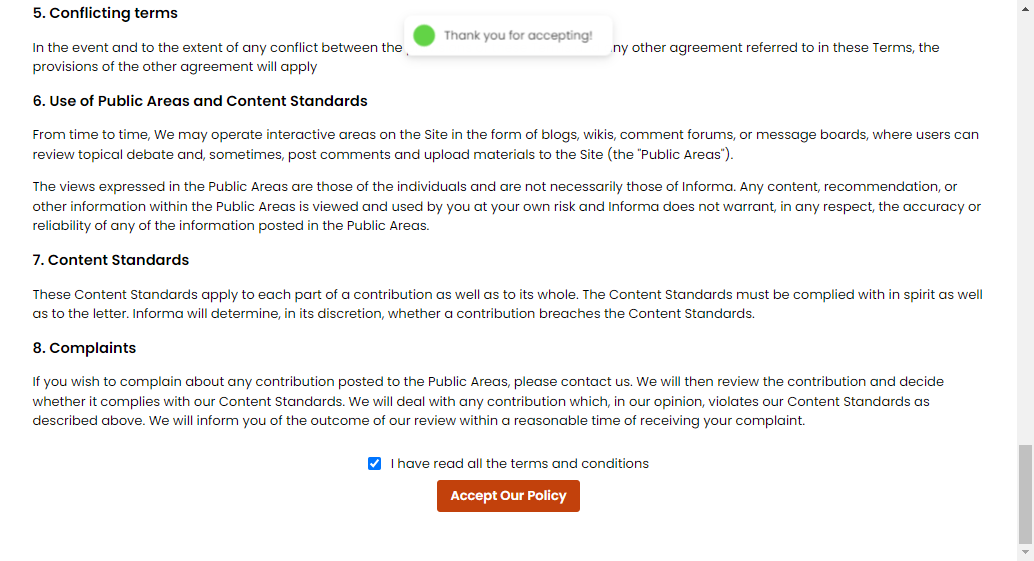 5. Conflicting terms
Thank you for accepting!
In the event and to the extent of any conflict between the ny other agreement referred to in these Terms, the
provisions of the other agreement will apply
6. Use of Public Areas and Content Standards
From time to time, We may operate interactive areas on the Site in the form of blogs, wikis, comment forums, or message boards, where users can
review topical debate and, sometimes, post comments and upload materials to the Site (the "Public Areas").
The views expressed in the Public Areas are those of the individuals and are not necessarily those of Informa. Any content, recommendation, or
other information within the Public Areas is viewed and used by you at your own risk and Informa does not warrant, in any respect, the accuracy or
reliability of any of the information posted in the Public Areas.
7. Content Standards
These Content Standards apply to each part of a contribution as well as to its whole. The Content Standards must be complied with in spirit as well
as to the letter. Informa will determine, in its discretion, whether a contribution breaches the Content Standards.
8. Complaints
If you wish to complain about any contribution posted to the Public Areas, please contact us. We will then review the contribution and decide
whether it complies with our Content Standards. We will deal with any contribution which, in our opinion, violates our Content Standards as
described above. We will inform you of the outcome of our review within a reasonable time of receiving your complaint.
I have read all the terms and conditions
Accept Our Policy